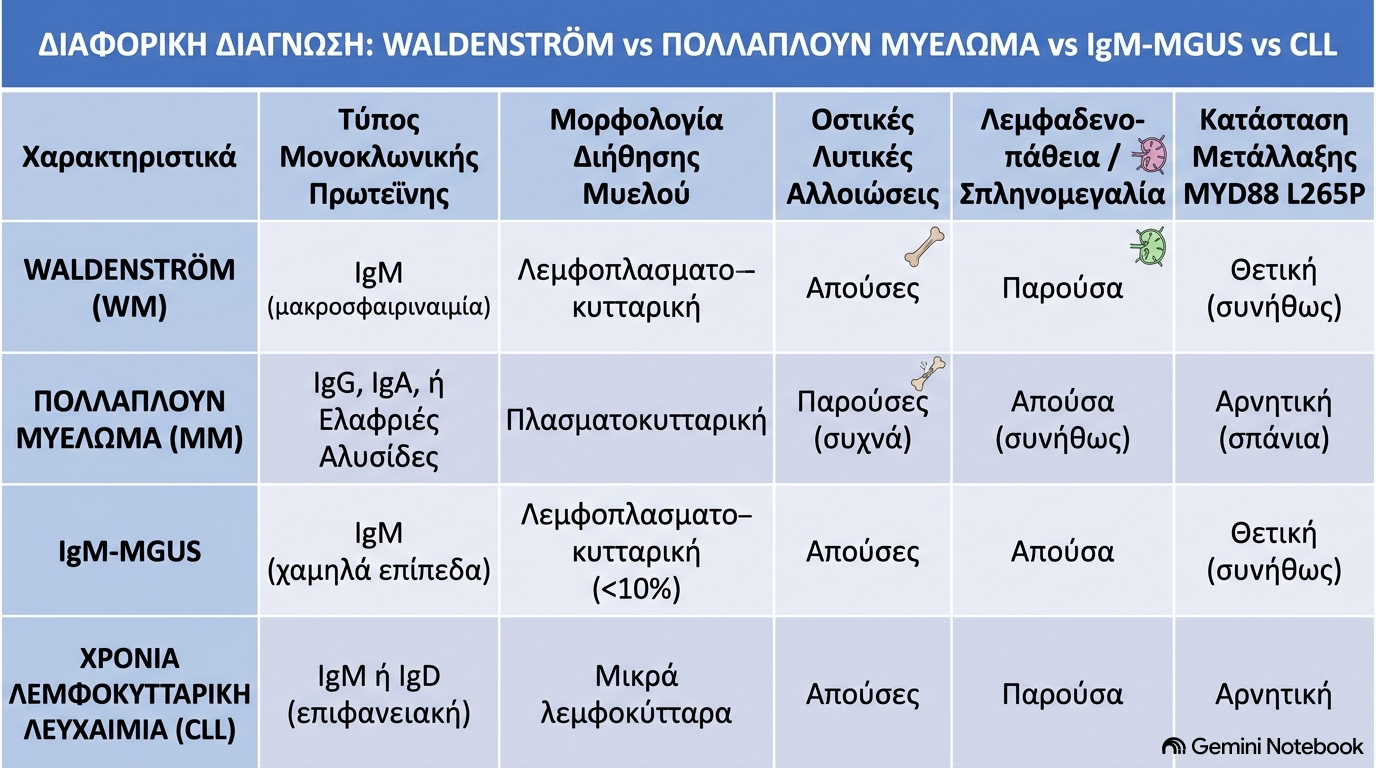 ΔΙΑΦΟΡΙΚΗ ΔΙΑΓΝΩΣΗ: WALDENSTRÖM vs ΠΟΛΛΑΠΛΟΥΝ ΜΥΕΛΩΜΑ vs IgM-MGUS vs CLL
Χαρακτηριστικά
Τύπος
Μονοκλωνικής
Πρωτεΐνης
Μορφολογία
Διήθησης
Μυελού
Οστικές
Λυτικές
Αλλοιώσεις
Λεμφαδενο-
πάθεια /
Σπληνομεγαλία
Κατάσταση
Μετάλλαξης
MYD88 L265P
WALDENSTRÖM
(WM)
IgM
(μακροσφαιριναιμία)
Λεμφοπλασματο–
κυτταρική
Απούσες
Παρούσα
Θετική
(συνήθως)
ΠΟΛΛΑΠΛΟΥΝ
ΜΥΕΛΩΜΑ (MM)
IgG, IgA, ή
Ελαφριές
Αλυσίδες
Πλασματοκυτταρική
Παρούσες
(συχνά)
Απούσα
(συνήθως)
Αρνητική
(σπάνια)
IgM-MGUS
IgM
(χαμηλά επίπεδα)
Λεμφοπλασματο–
κυτταρική
(<10%)
Απούσες
Απούσα
Θετική
(συνήθως)
ΧΡΟΝΙΑ
ΛΕΜΦΟΚΥΤΤΑΡΙΚΗ
ΛΕΥΧΑΙΜΙΑ (CLL)
IgM ή IgD
(επιφανειακή)
Μικρά
λεμφοκύτταρα
Απούσες
Παρούσα
Αρνητική
Gemini Notebook